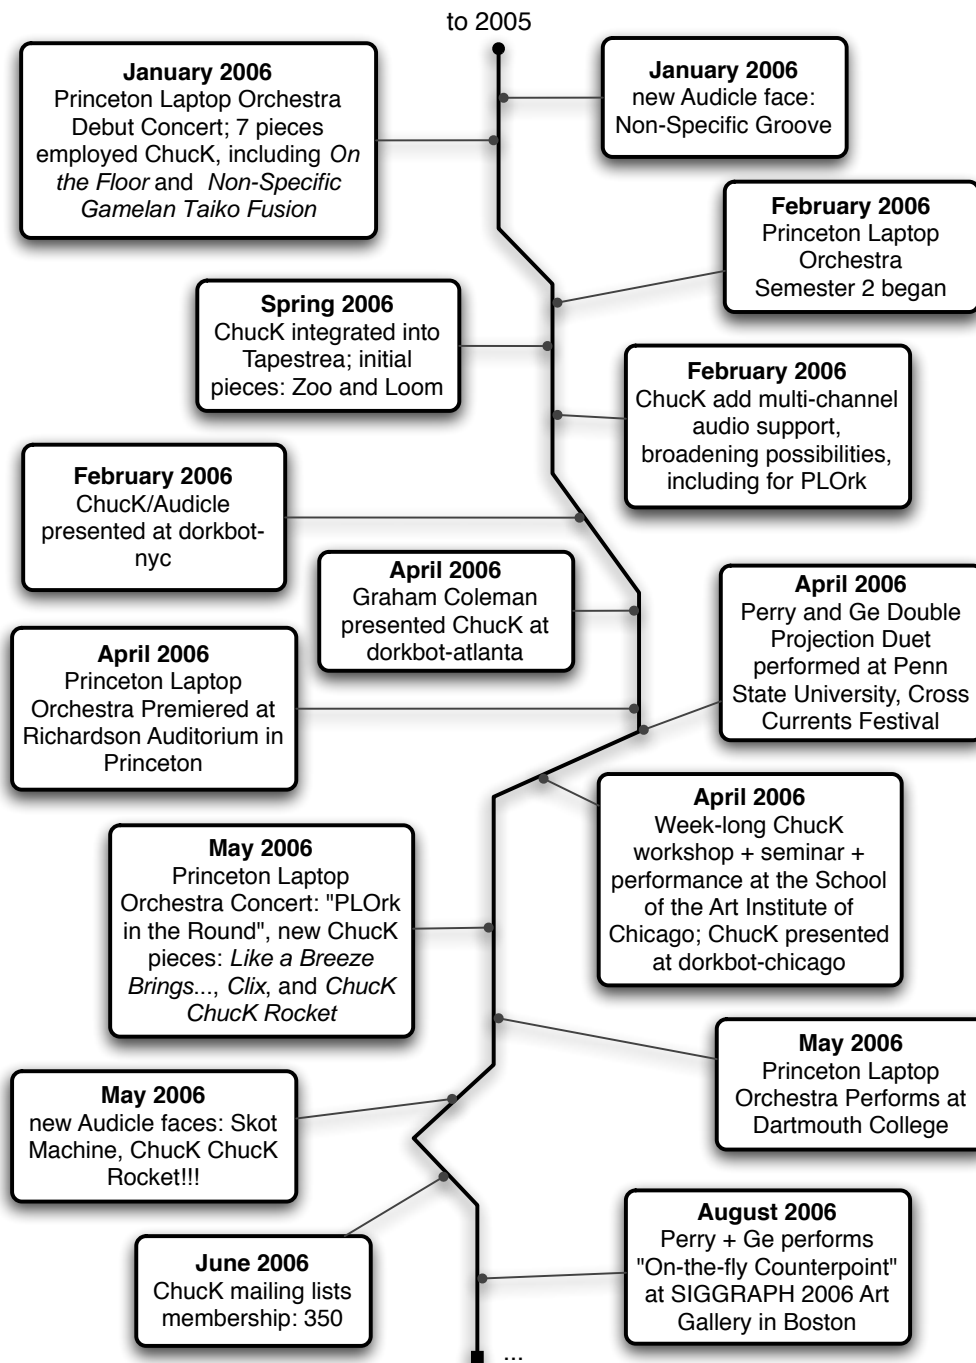 to 2005
January 2006
Princeton Laptop Orchestra
Debut Concert; 7 pieces
employed ChucK, including On
the Floor and Non-Specific
Gamelan Taiko Fusion
January 2006
new Audicle face:
Non-Specific Groove
February 2006
Princeton Laptop
Orchestra
Semester 2 began
Spring 2006
ChucK integrated into
Tapestrea; initial
pieces: Zoo and Loom
February 2006
ChucK add multi-channel
audio support,
broadening possibilities,
including for PLOrk
February 2006
ChucK/Audicle
presented at dorkbot-
nyc
April 2006
Graham Coleman
presented ChucK at
dorkbot-atlanta
April 2006
Perry and Ge Double
Projection Duet
performed at Penn
State University, Cross
Currents Festival
April 2006
Princeton Laptop
Orchestra Premiered at
Richardson Auditorium in
Princeton
April 2006
Week-long ChucK
workshop + seminar +
performance at the School
of the Art Institute of
Chicago; ChucK presented
at dorkbot-chicago
May 2006
Princeton Laptop
Orchestra Concert: "PLOrk
in the Round", new ChucK
pieces: Like a Breeze
Brings..., Clix, and ChucK
ChucK Rocket
May 2006
Princeton Laptop
Orchestra Performs at
Dartmouth College
May 2006
new Audicle faces: Skot
Machine, ChucK ChucK
Rocket!!!
August 2006
Perry + Ge performs
"On-the-fly Counterpoint"
at SIGGRAPH 2006 Art
Gallery in Boston
June 2006
ChucK mailing lists
membership: 350
...